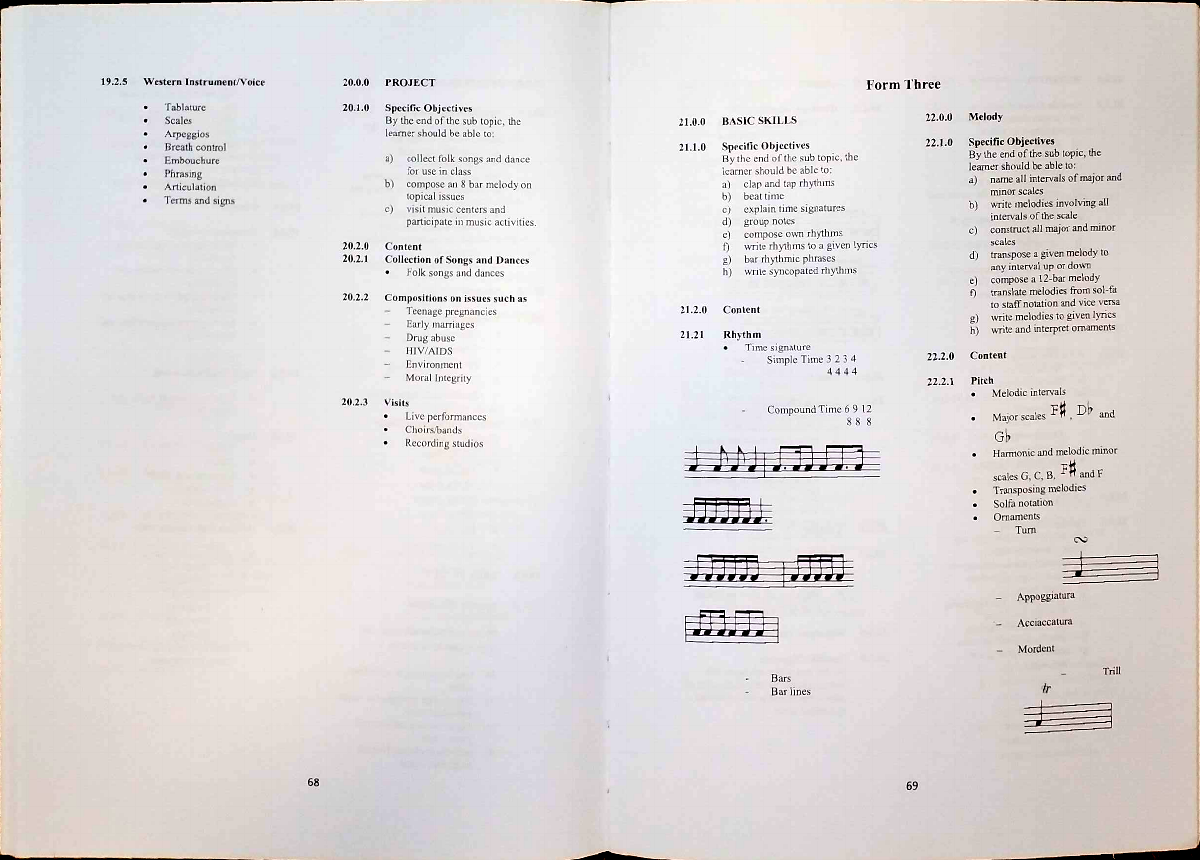 19.2.5 Western Instrument/Voice
• Tablature
• Scales
• Arpeggios
• Breath control
• Embouchure
• Phrasing
• Articulation
• Terms and signs
20.0.0 PROJECT
20.1.0 Specific Objectives
By the end of the sub topic, the
learner should be able to:
a) collect folk songs and dance
for use in class
b) compose an 8 bar melody on
topical issues
c) visit music centers and
participate in music activities.
20.2.0 Content
20.2.1 Collection of Songs and Dances
• Folk songs and dances
20.2.2 Compositions on issues such as
– Teenage pregnancies
– Early marriages
– Drug abuse
– HIV/AIDS
– Environment
– Moral Integrity
20.2.3 Visits
• Live performances
• Choirs/bands
• Recording studios
68
Form Three
21.0.0 BASIC SKILLS
21.1.0 Specific Objectives
By the end of the sub topic, the
learner should be able to:
a) clap and tap rhythms
b) beat time
c) explain time signatures
d) group notes
e) compose own rhythms
f) write rhythms to a given lyrics
g) bar rhythmic phrases
h) write syncopated rhythms
21.2.0 Content
21.21 Rhythm
• Time signature
- Simple Time 3 2 3 4
4 4 4 4
- Compound Time 6 9 12
8 8 8
- Bars
- Bar lines
22.0.0 Melody
22.1.0 Specific Objectives
By the end of the sub topic, the
learner should be able to:
a) name all intervals of major and
minor scales
b) write melodies involving all
intervals of the scale
c) construct all major and minor
scales
d) transpose a given melody to
any interval up or down
e) compose a 12-bar melody
f) translate melodies from sol-fa
to staff notation and vice versa
g) write melodies to given lyrics
h) write and interpret ornaments
22.2.0 Content
22.2.1 Pitch
• Melodic intervals
• Major scales F♯, D♭ and
G♭
• Harmonic and melodic minor
scales G, C, B, F♯ and F
• Transposing melodies
• Solfa notation
• Ornaments
– Turn
– Appoggiatura
– Acciaccatura
– Mordent
– Trill
tr
69